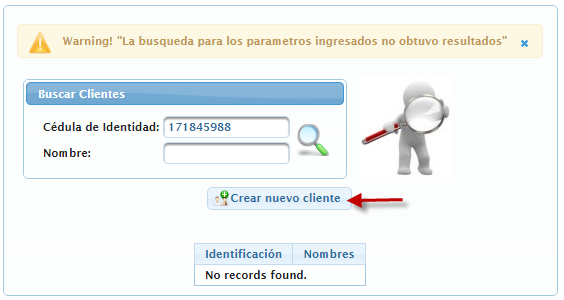 Warning! "La busqueda para los parametros ingresados no obtuvo resultados"
Buscar Clientes
Cédula de Identidad: 171845988
Nombre:
Crear nuevo cliente
Identificación Nombres
No records found.